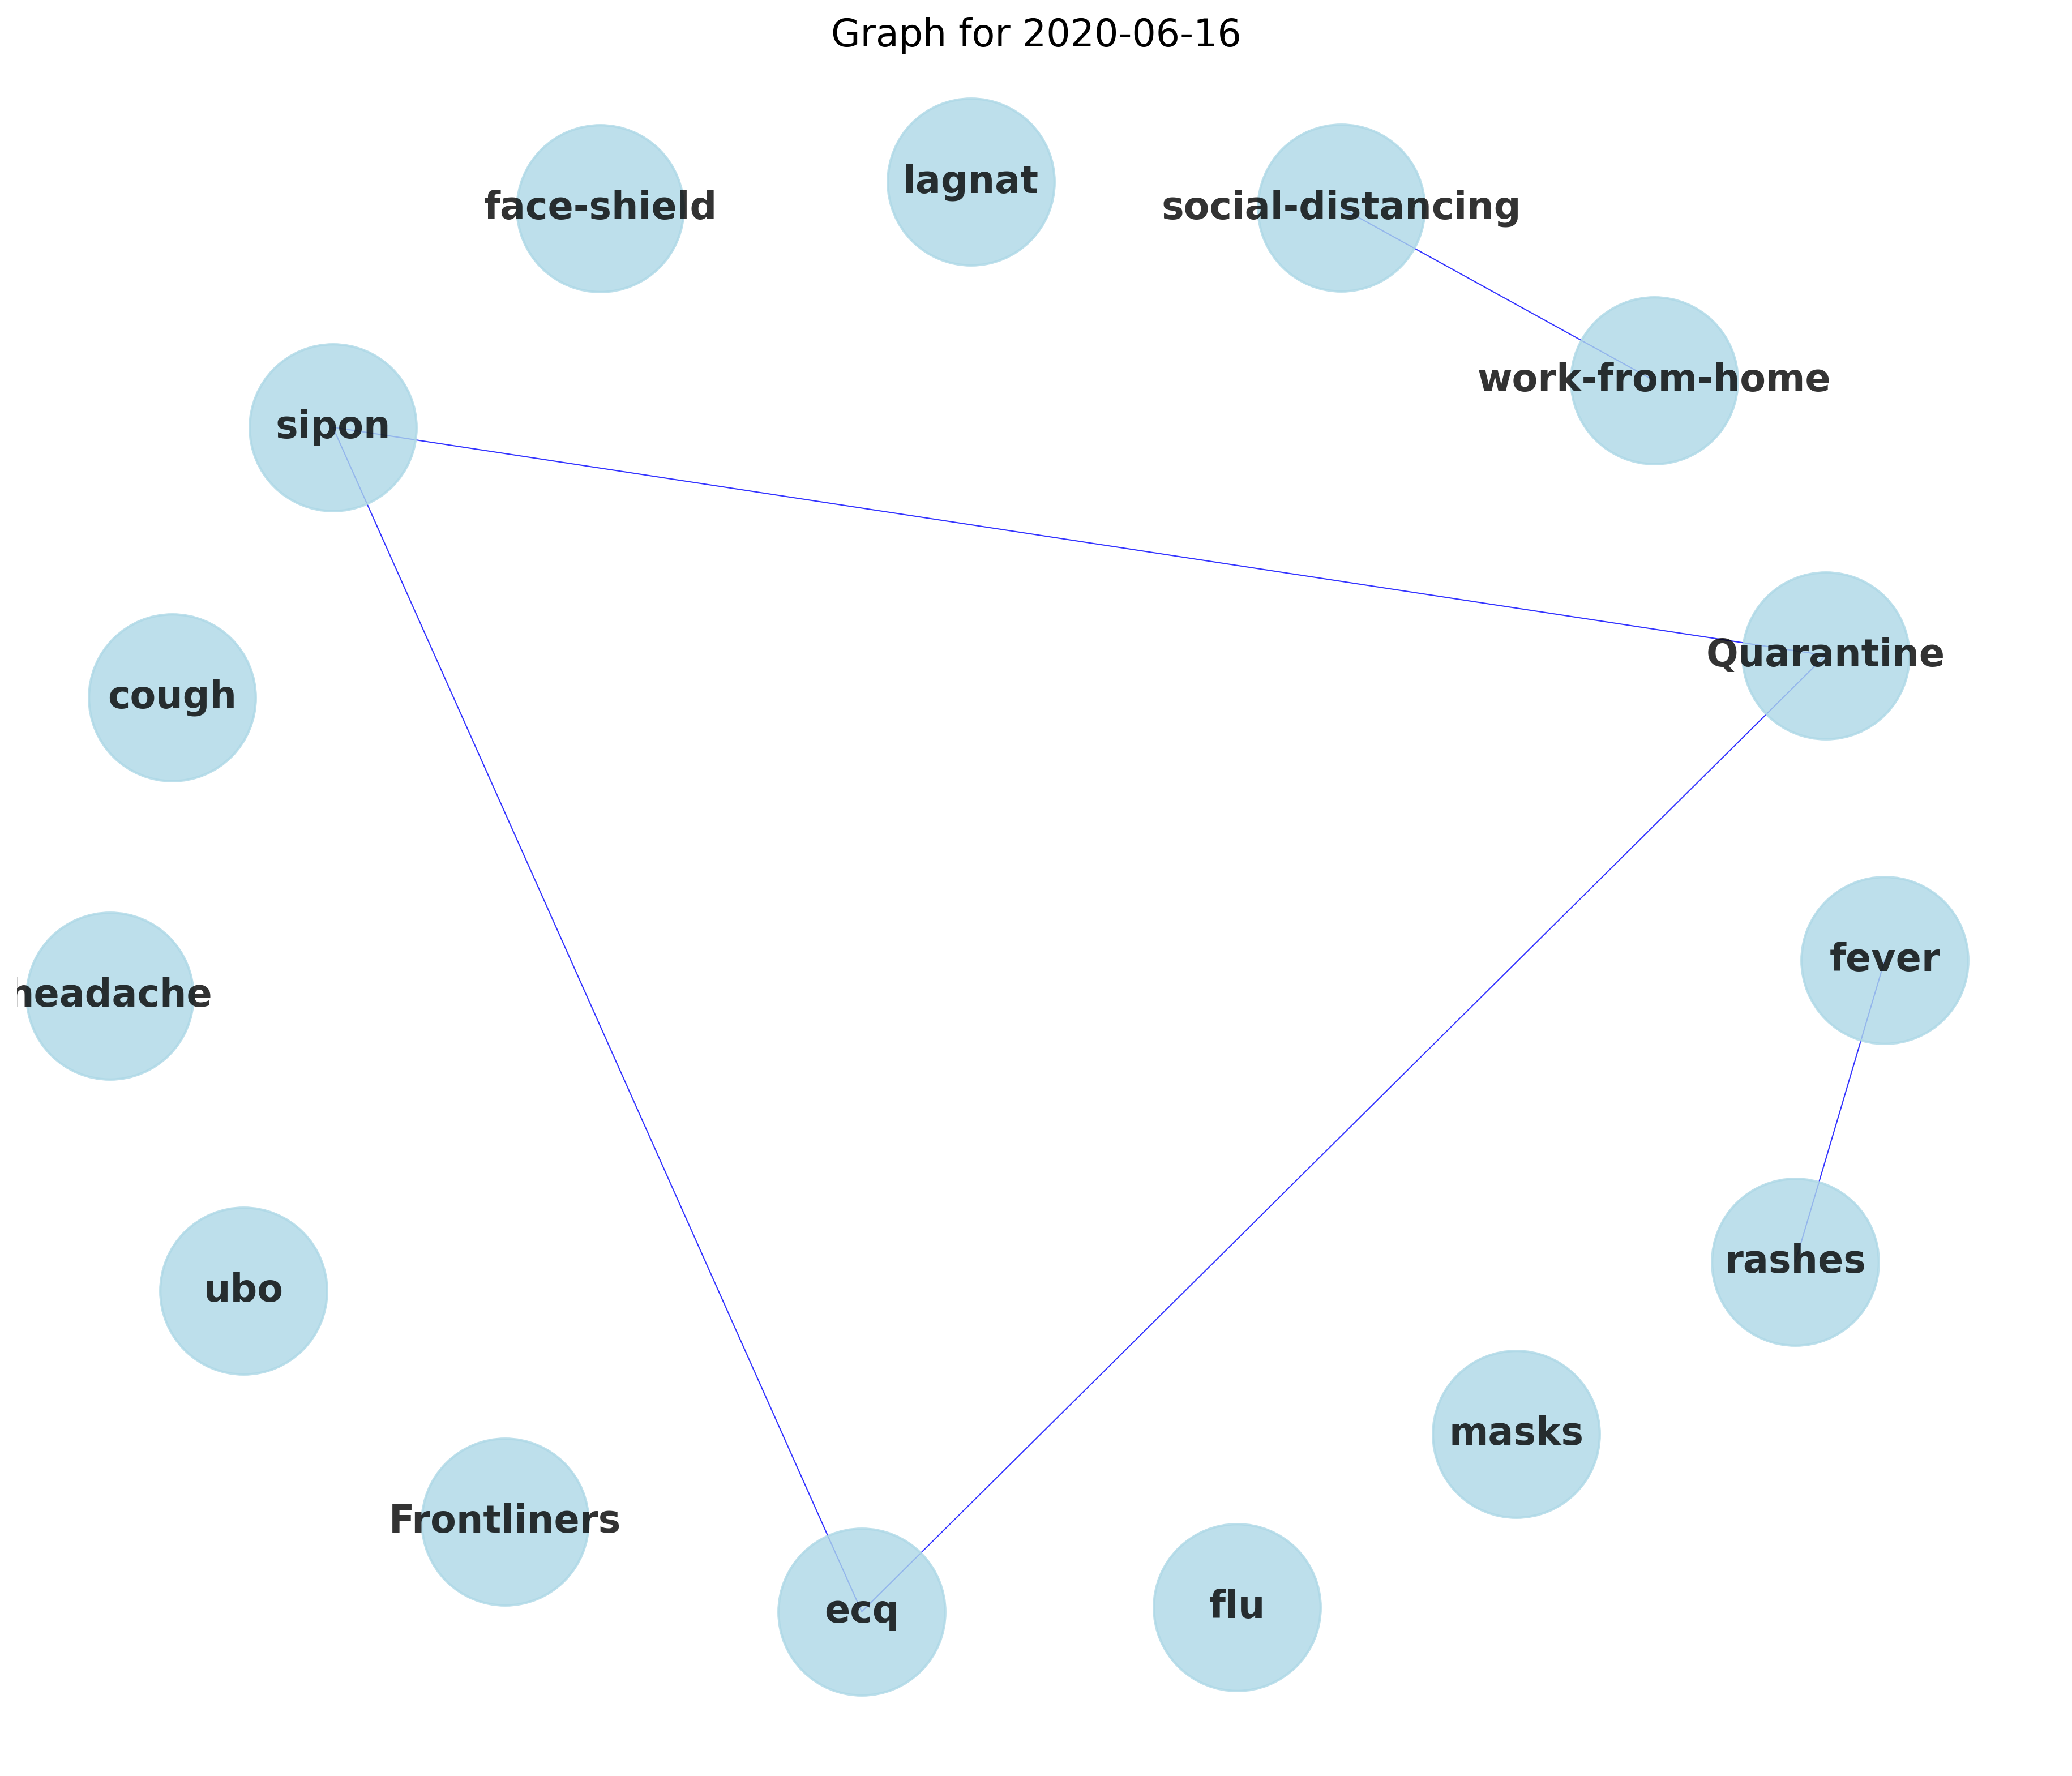 Graph for 2020-06-16
lagnat
face-shield
social-distancing
work-from-home
sipon
Quarantine
cough
fever
headache
rashes
ubo
masks
Frontliners
flu
ecq